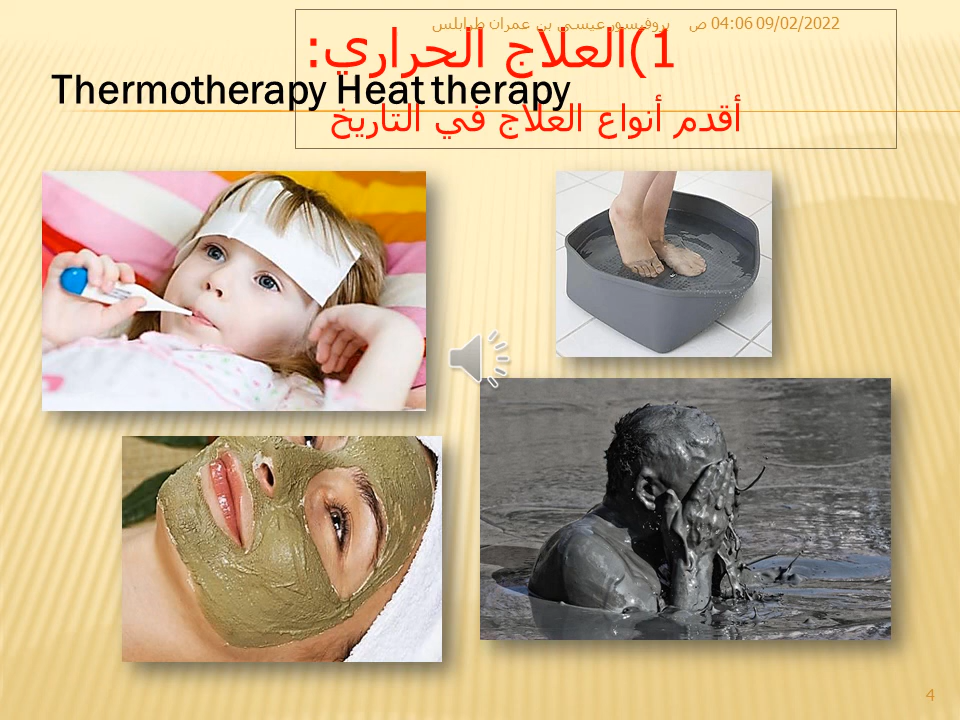 09/02/2022 04:06 ص بروفيسور عيسى بن عمران طرابلس
1)العلاج الحراري:
Thermotherapy Heat therapy
أقدم أنواع العلاج في التاريخ
4